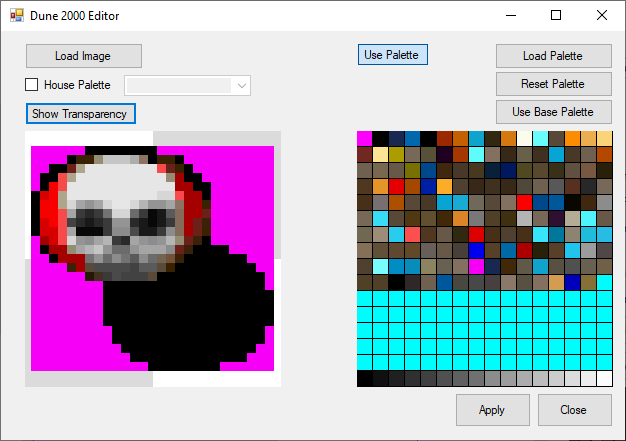 Dune 2000 Editor
Load Image
Use Palette
Load Palette
House Palette
Reset Palette
Show Transparency
Use Base Palette
Apply
Close